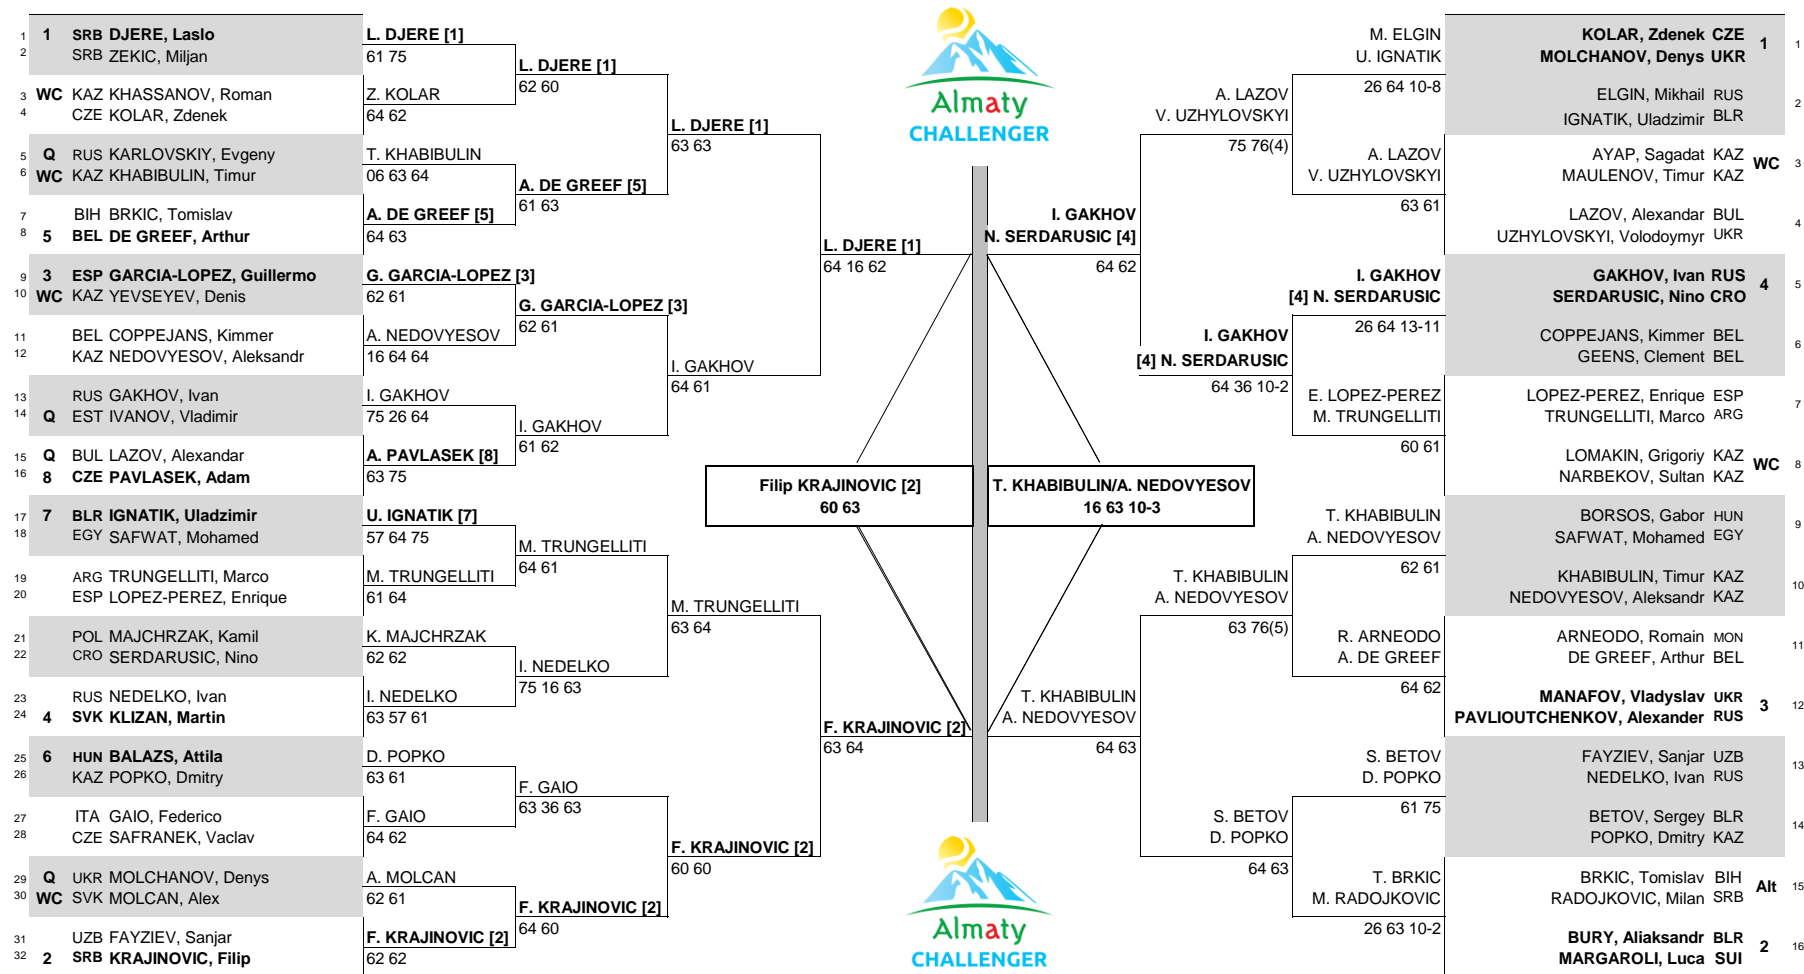 1 1 SRB DJERE, Laslo
2 SRB ZEKIC, Miljan
3 WC KAZ KHASSANOV, Roman
4 CZE KOLAR, Zdenek
5 Q RUS KARLOVSKIY, Evgeny
6 WC KAZ KHABIBULIN, Timur
7 BIH BRKIC, Tomislav
8 5 BEL DE GREEF, Arthur
9 3 ESP GARCIA-LOPEZ, Guillermo
10 WC KAZ YEVSEYEV, Denis
11 BEL COPPEJANS, Kimmer
12 KAZ NEDOVYESOV, Aleksandr
13 RUS GAKHOV, Ivan
14 Q EST IVANOV, Vladimir
15 Q BUL LAZOV, Alexandar
16 8 CZE PAVLASEK, Adam
17 7 BLR IGNATIK, Uladzimir
18 EGY SAFWAT, Mohamed
19 ARG TRUNGELLITI, Marco
20 ESP LOPEZ-PEREZ, Enrique
21 POL MAJCHRZAK, Kamil
22 CRO SERDARUSIC, Nino
23 RUS NEDELKO, Ivan
24 4 SVK KLIZAN, Martin
25 6 HUN BALAZS, Attila
26 KAZ POPKO, Dmitry
27 ITA GAIO, Federico
28 CZE SAFRANEK, Vaclav
29 Q UKR MOLCHANOV, Denys
30 WC SVK MOLCAN, Alex
31 UZB FAYZIEV, Sanjar
32 2 SRB KRAJINOVIC, Filip
L. DJERE [1]
61 75
Z. KOLAR
64 62
T. KHABIBULIN
06 63 64
A. DE GREEF [5]
64 63
G. GARCIA-LOPEZ [3]
62 61
A. NEDOVYESOV
16 64 64
I. GAKHOV
75 26 64
A. PAVLASEK [8]
63 75
U. IGNATIK [7]
57 64 75
M. TRUNGELLITI
61 64
K. MAJCHRZAK
62 62
I. NEDELKO
63 57 61
D. POPKO
63 61
F. GAIO
64 62
A. MOLCAN
62 61
F. KRAJINOVIC [2]
62 62
L. DJERE [1]
62 60
A. DE GREEF [5]
61 63
G. GARCIA-LOPEZ [3]
62 61
I. GAKHOV
61 62
M. TRUNGELLITI
64 61
I. NEDELKO
75 16 63
F. GAIO
63 36 63
F. KRAJINOVIC [2]
64 60
L. DJERE [1]
63 63
I. GAKHOV
64 61
M. TRUNGELLITI
63 64
F. KRAJINOVIC [2]
60 60
L. DJERE [1]
64 16 62
F. KRAJINOVIC [2]
63 64
Filip KRAJINOVIC [2]
60 63
Almaty
CHALLENGER
Almaty
CHALLENGER
T. KHABIBULIN/A. NEDOVYESOV
16 63 10-3
I. GAKHOV
N. SERDARUSIC [4]
64 62
T. KHABIBULIN
A. NEDOVYESOV
64 63
A. LAZOV
V. UZHYLOVSKYI
75 76(4)
I. GAKHOV
[4] N. SERDARUSIC
64 36 10-2
T. KHABIBULIN
A. NEDOVYESOV
63 76(5)
S. BETOV
D. POPKO
64 63
M. ELGIN
U. IGNATIK
26 64 10-8
A. LAZOV
V. UZHYLOVSKYI
63 61
I. GAKHOV
[4] N. SERDARUSIC
26 64 13-11
E. LOPEZ-PEREZ
M. TRUNGELLITI
60 61
T. KHABIBULIN
A. NEDOVYESOV
62 61
R. ARNEODO
A. DE GREEF
64 62
S. BETOV
D. POPKO
61 75
T. BRKIC
M. RADOJKOVIC
26 63 10-2
KOLAR, Zdenek CZE 1 1
MOLCHANOV, Denys UKR
ELGIN, Mikhail RUS 2
IGNATIK, Uladzimir BLR
AYAP, Sagadat KAZ WC 3
MAULENOV, Timur KAZ
LAZOV, Alexandar BUL 4
UZHYLOVSKYI, Volodoymyr UKR
GAKHOV, Ivan RUS 4 5
SERDARUSIC, Nino CRO
COPPEJANS, Kimmer BEL 6
GEENS, Clement BEL
LOPEZ-PEREZ, Enrique ESP 7
TRUNGELLITI, Marco ARG
LOMAKIN, Grigoriy KAZ WC 8
NARBEKOV, Sultan KAZ
BORSOS, Gabor HUN 9
SAFWAT, Mohamed EGY
KHABIBULIN, Timur KAZ 10
NEDOVYESOV, Aleksandr KAZ
ARNEODO, Romain MON 11
DE GREEF, Arthur BEL
MANAFOV, Vladyslav UKR 3 12
PAVLIOUTCHENKOV, Alexander RUS
FAYZIEV, Sanjar UZB 13
NEDELKO, Ivan RUS
BETOV, Sergey BLR 14
POPKO, Dmitry KAZ
BRKIC, Tomislav BIH Alt 15
RADOJKOVIC, Milan SRB
BURY, Aliaksandr BLR 2 16
MARGAROLI, Luca SUI